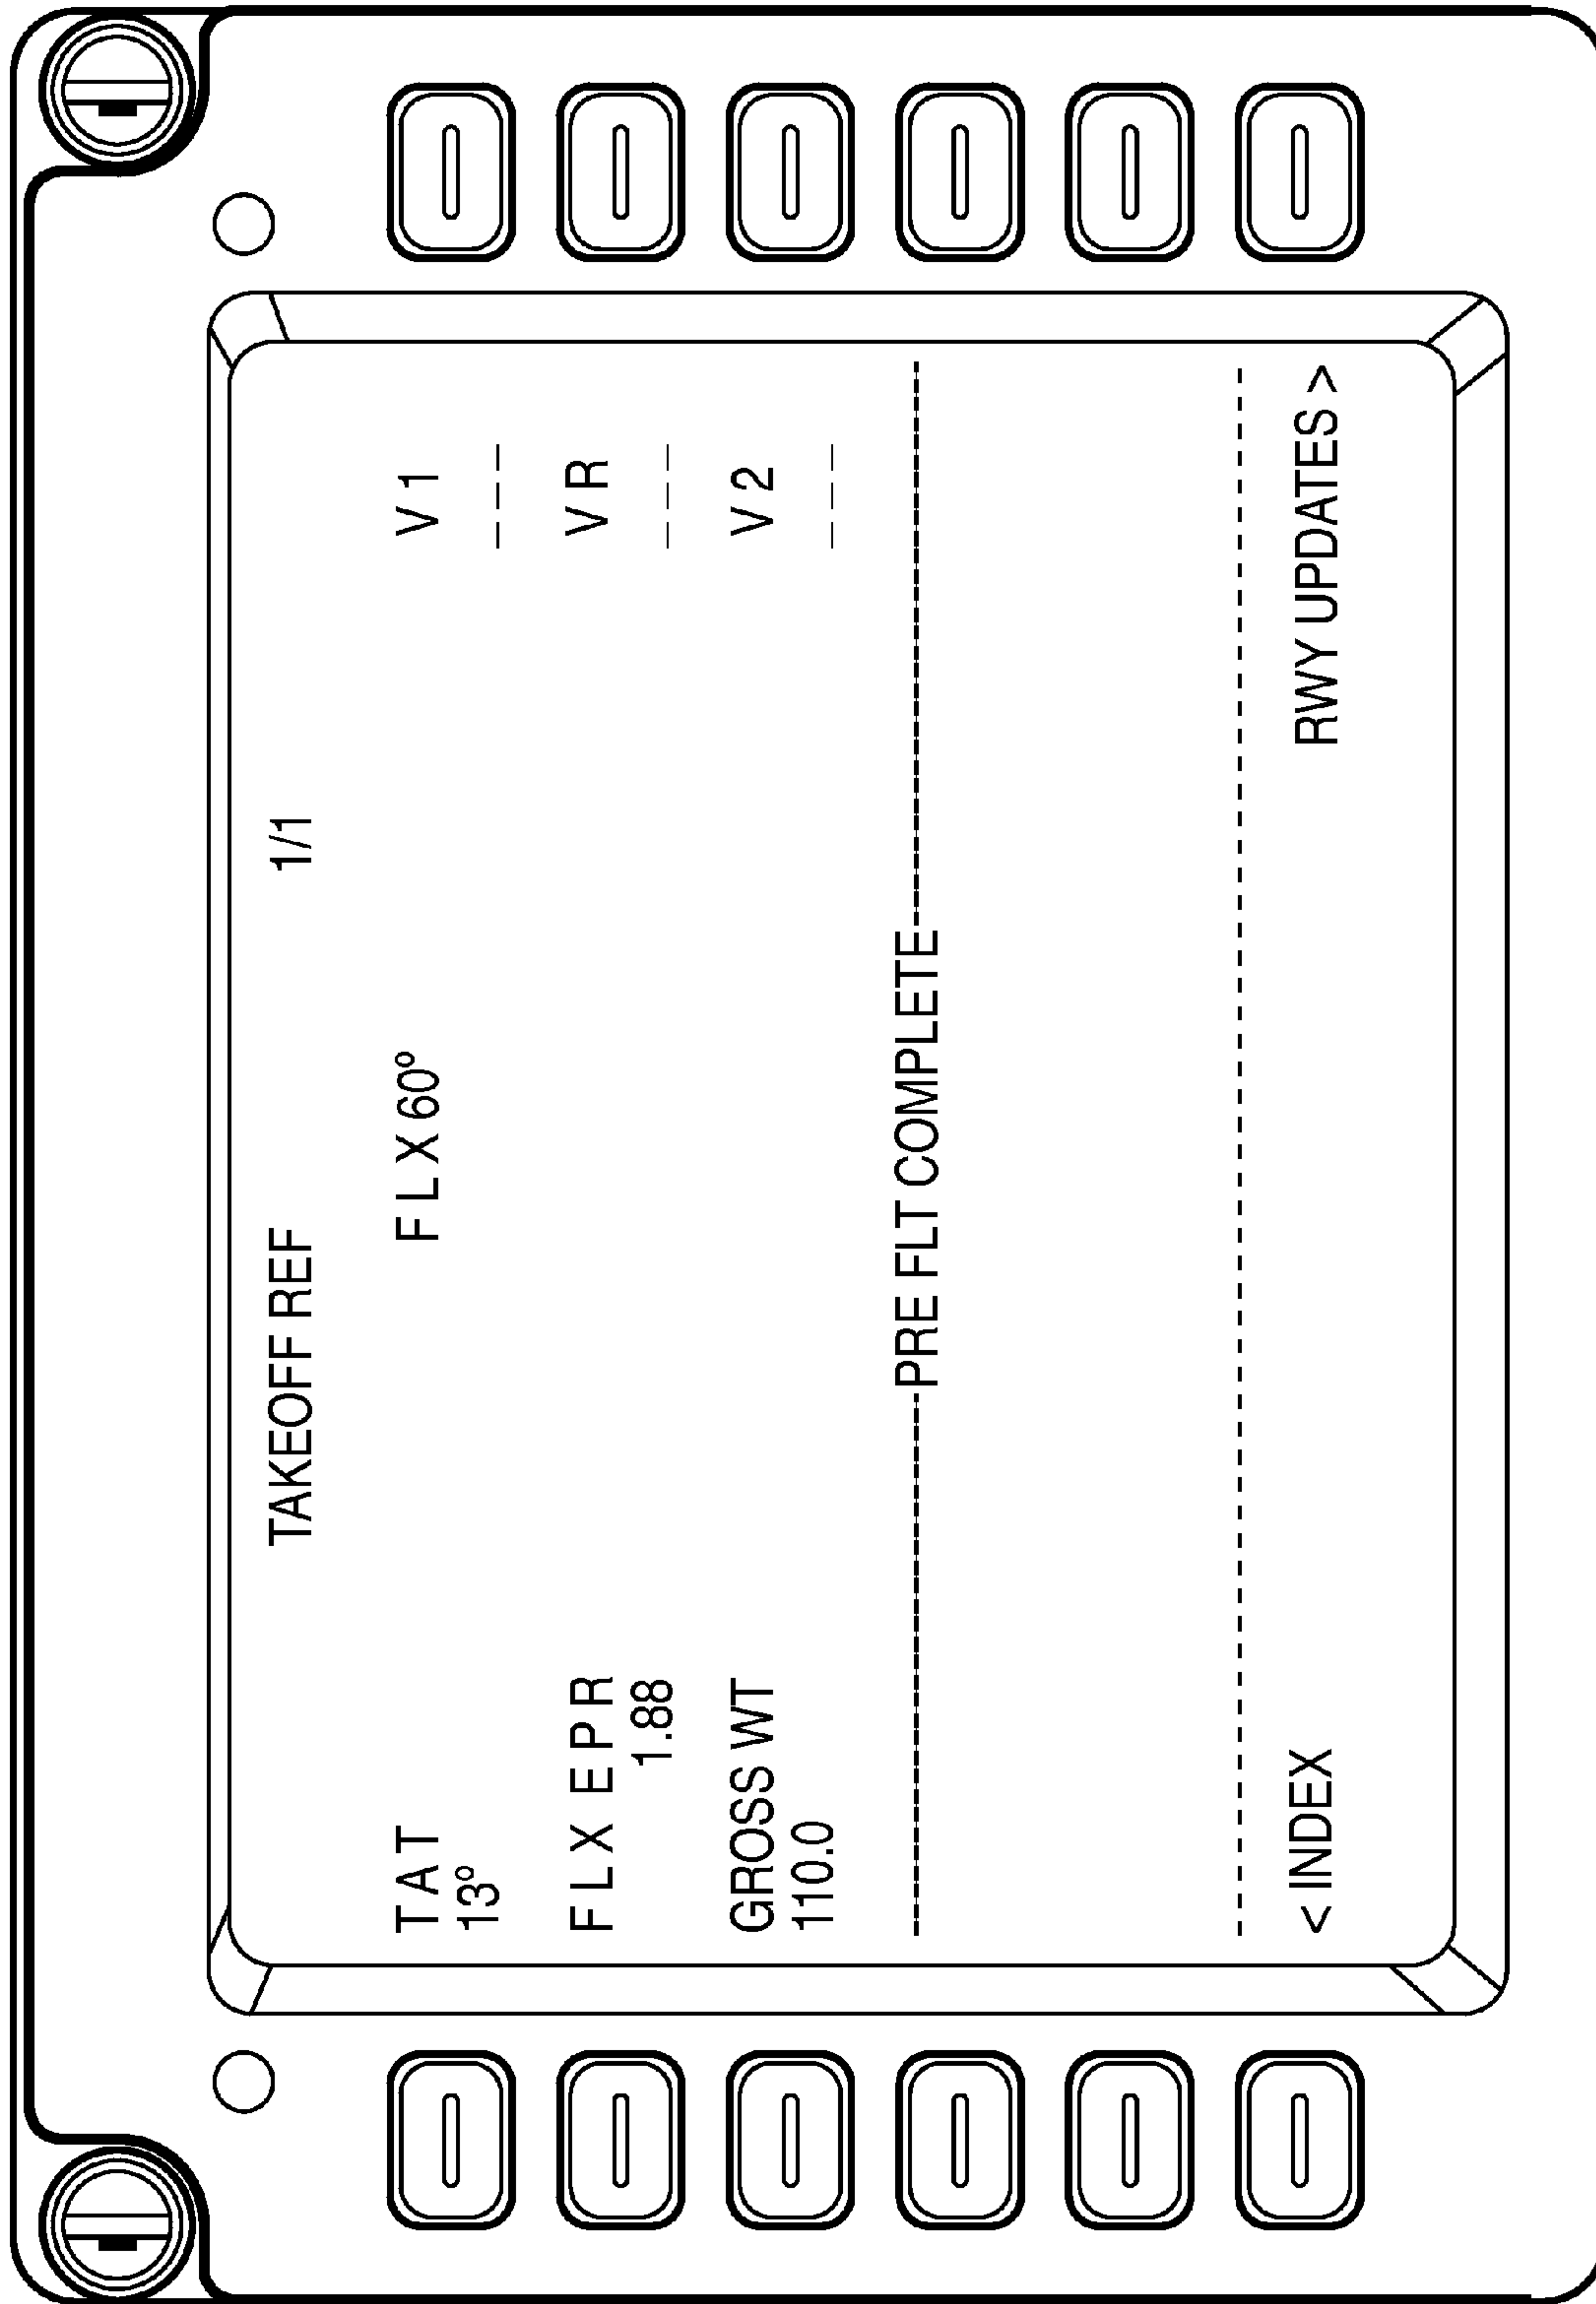 TAKEOFF REF 1/1
TAT FLX 60° V1
13° ---
FLX EPR VR
1.88 ---
GROSS WT V2
110.0 ---
--------PRE FLT COMPLETE--------
< INDEX RWY UPDATES >